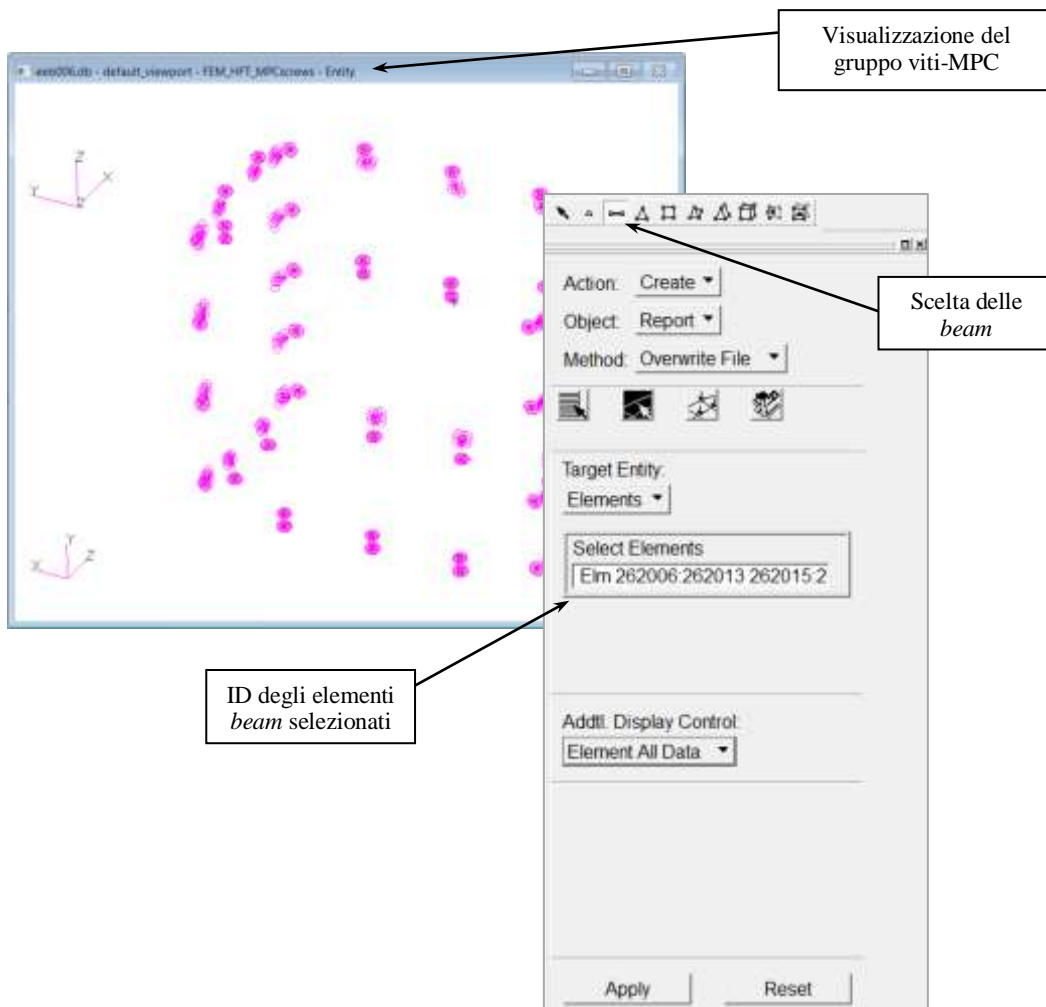 Visualizzazione del
gruppo viti-MPC
exn006.db - default_viewport - FEM_HFT_MPCscrews - Entity
Z
Y
X
Z
Y
X
Z
Scelta delle
beam
Action: Create
Object: Report
Method: Overwrite File
Target Entity:
Elements
Select Elements
Elm 262006:262013 262015:2
ID degli elementi
beam selezionati
Addtl. Display Control:
Element All Data
Apply
Reset